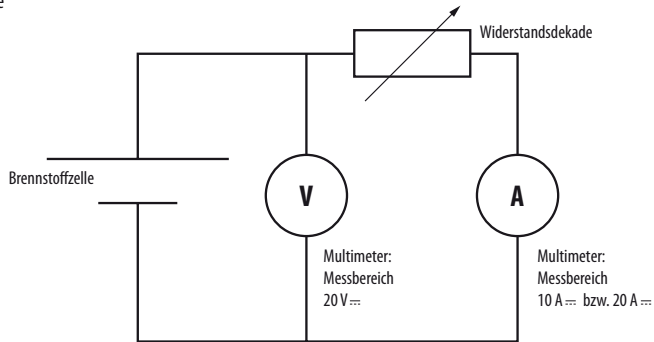 e
Widerstandsdekade
Brennstoffzelle
V
A
Multimeter:
Messbereich
20 V ⎓
Multimeter:
Messbereich
10 A ⎓ bzw. 20 A ⎓